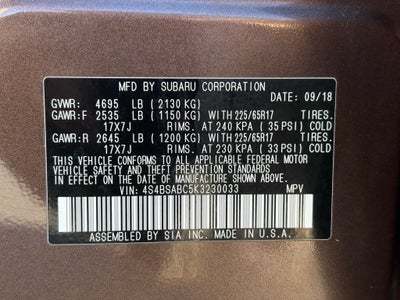 MFD BY SUBARU CORPORATION
DATE: 09/18
GVWR: 4695 LB (2130 KG)
GAWR:F 2535 LB (1150 KG) WITH 225/65R17 TIRES.
17X7J RIMS. AT 240 KPA (35 PSI) COLD
GAWR:R 2645 LB (1200 KG) WITH 225/65R17 TIRES.
17X7J RIMS. AT 230 KPA (33 PSI) COLD
THIS VEHICLE CONFORMS TO ALL APPLICABLE FEDERAL MOTOR
VEHICLE SAFETY AND THEFT PREVENTION STANDARDS
IN EFFECT ON THE DATE OF MANUFACTURE SHOWN ABOVE.
VIN: 4S4BSABC5K3230033 MPV
ASSEMBLED BY SIA INC. MADE IN U.S.A.